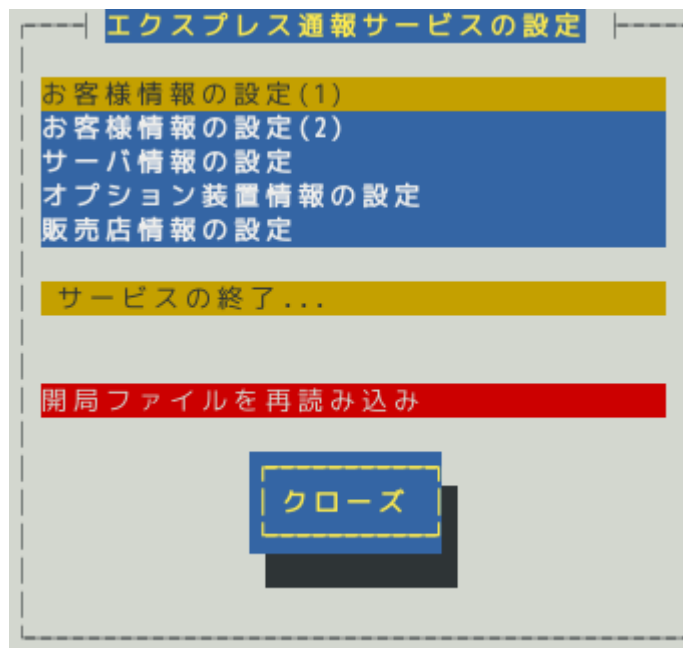 エクスプレス通報サービスの設定
お客様情報の設定(1)
お客様情報の設定(2)
サーバ情報の設定
オプション装置情報の設定
販売店情報の設定
サービスの終了...
開局ファイルを再読み込み
クローズ